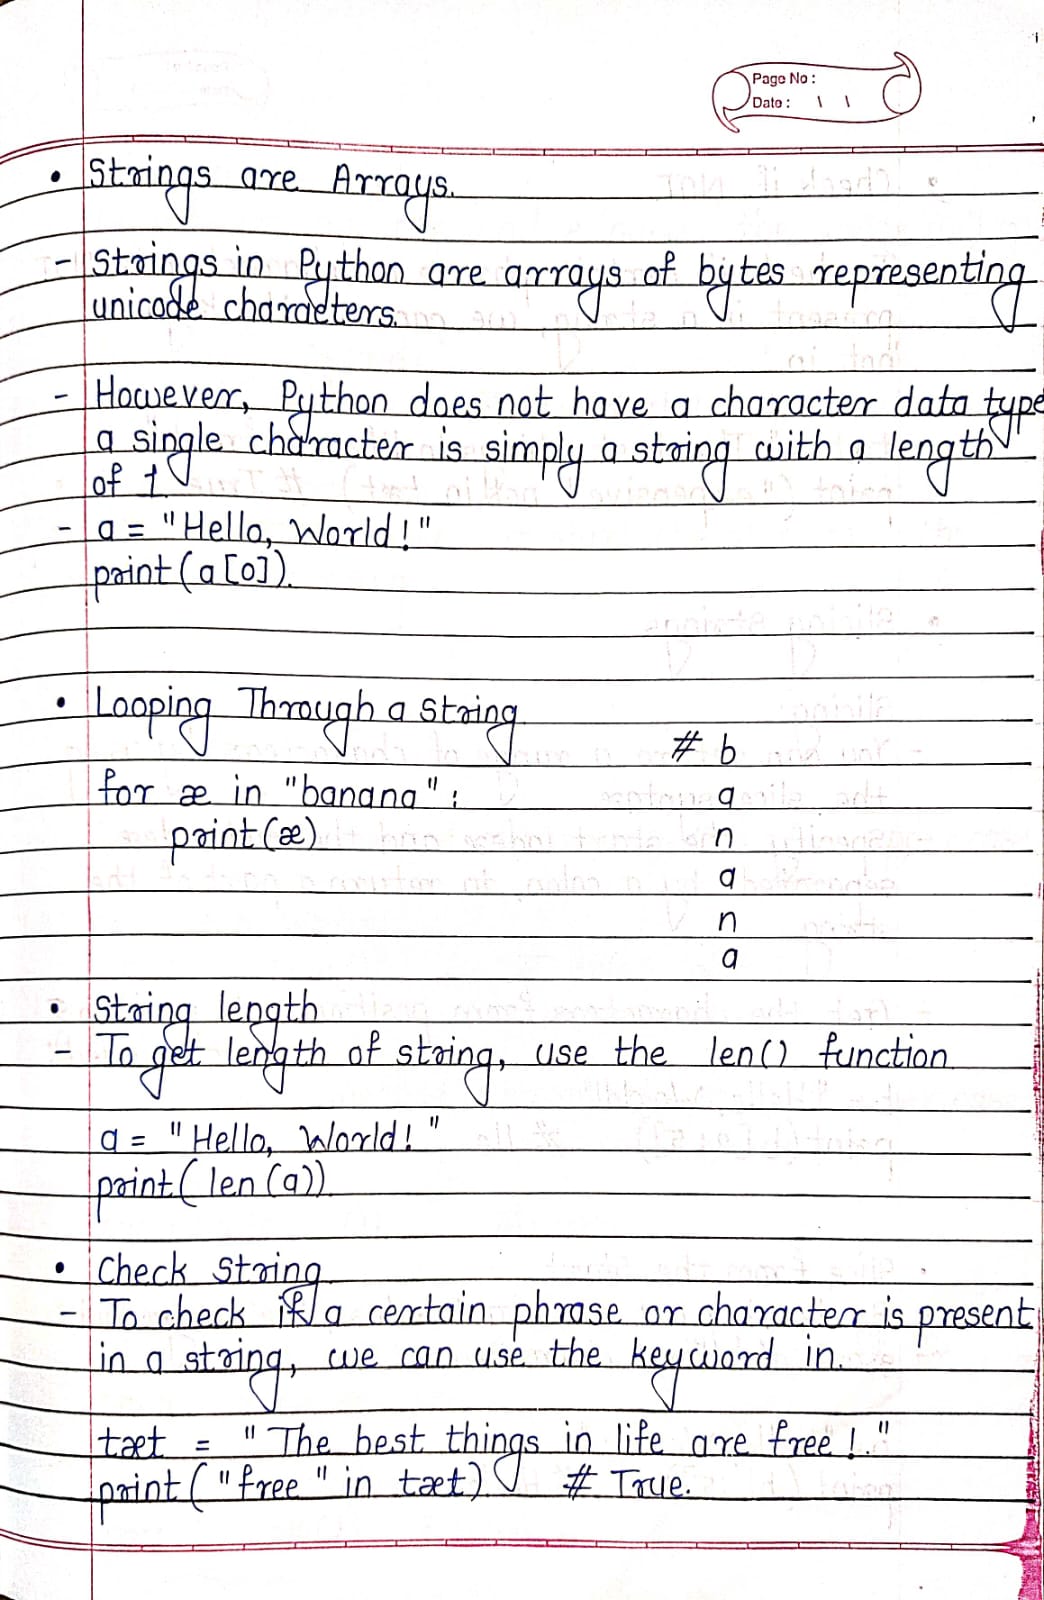 Page No :
Date : \ \
• Strings are Arrays.
- Strings in Python are arrays of bytes representing
unicode characters.
- However, Python does not have a character data type
a single character is simply a string with a length
of 1
- a = "Hello, World!"
print(a[0]).
• Looping Through a string
# b
for x in "banana":
a
print(x)
n
a
n
a
• String length
- To get length of string, use the len() function
a = "Hello, World!"
print(len(a))
• Check String
- To check if a certain phrase or character is present
in a string, we can use the keyword in.
txt = "The best things in life are free!."
print("free" in txt) # True.